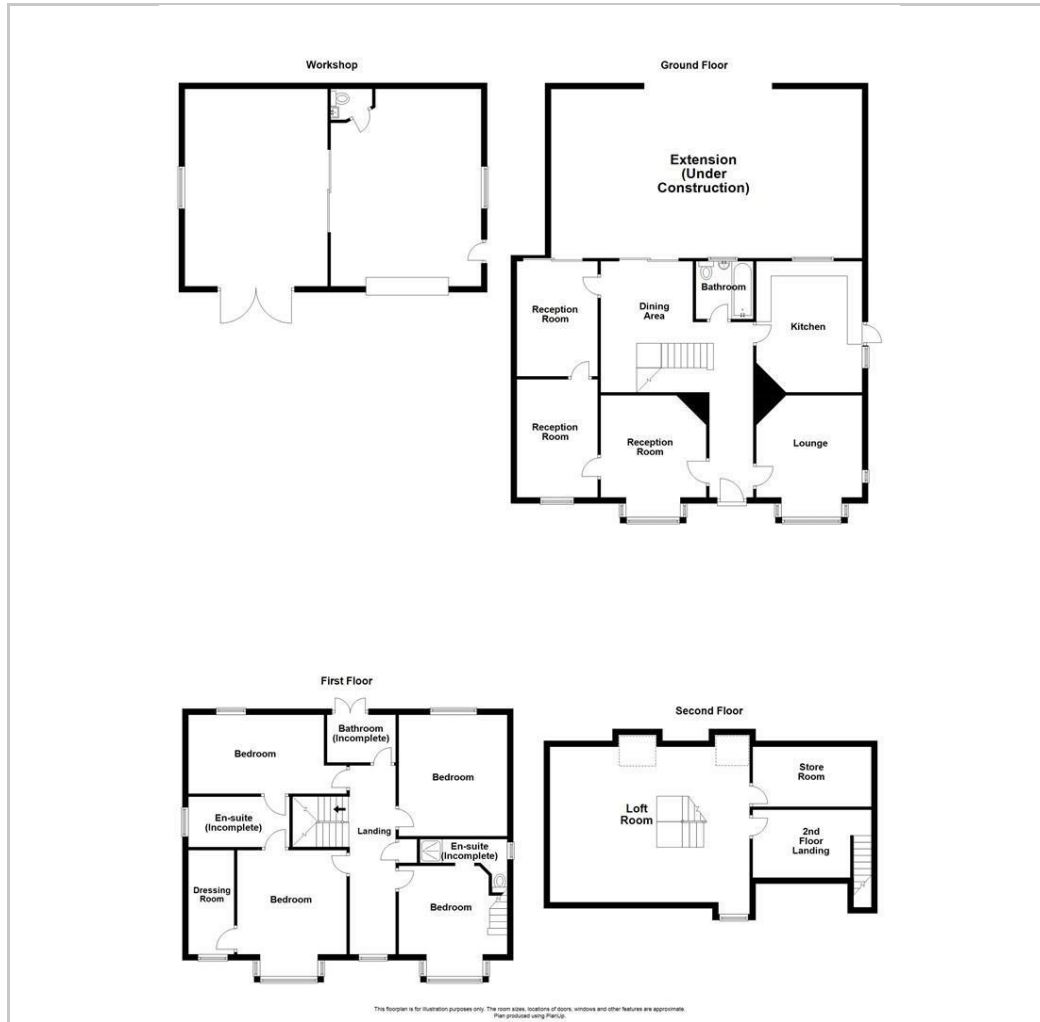 Workshop
Ground Floor
Extension
(Under
Construction)
Reception
Room
Dining
Area
Bathroom
Kitchen
Reception
Room
Reception
Room
Lounge
First Floor
Bedroom
Bathroom
(Incomplete)
Bedroom
En-suite
(Incomplete)
Landing
En-suite
(Incomplete)
Dressing
Room
Bedroom
Bedroom
Second Floor
Loft
Room
Store
Room
2nd
Floor
Landing
This floorplan is for illustration purposes only. The room sizes, locations of doors, windows and other features are approximate.
Plan produced using PlanUp.